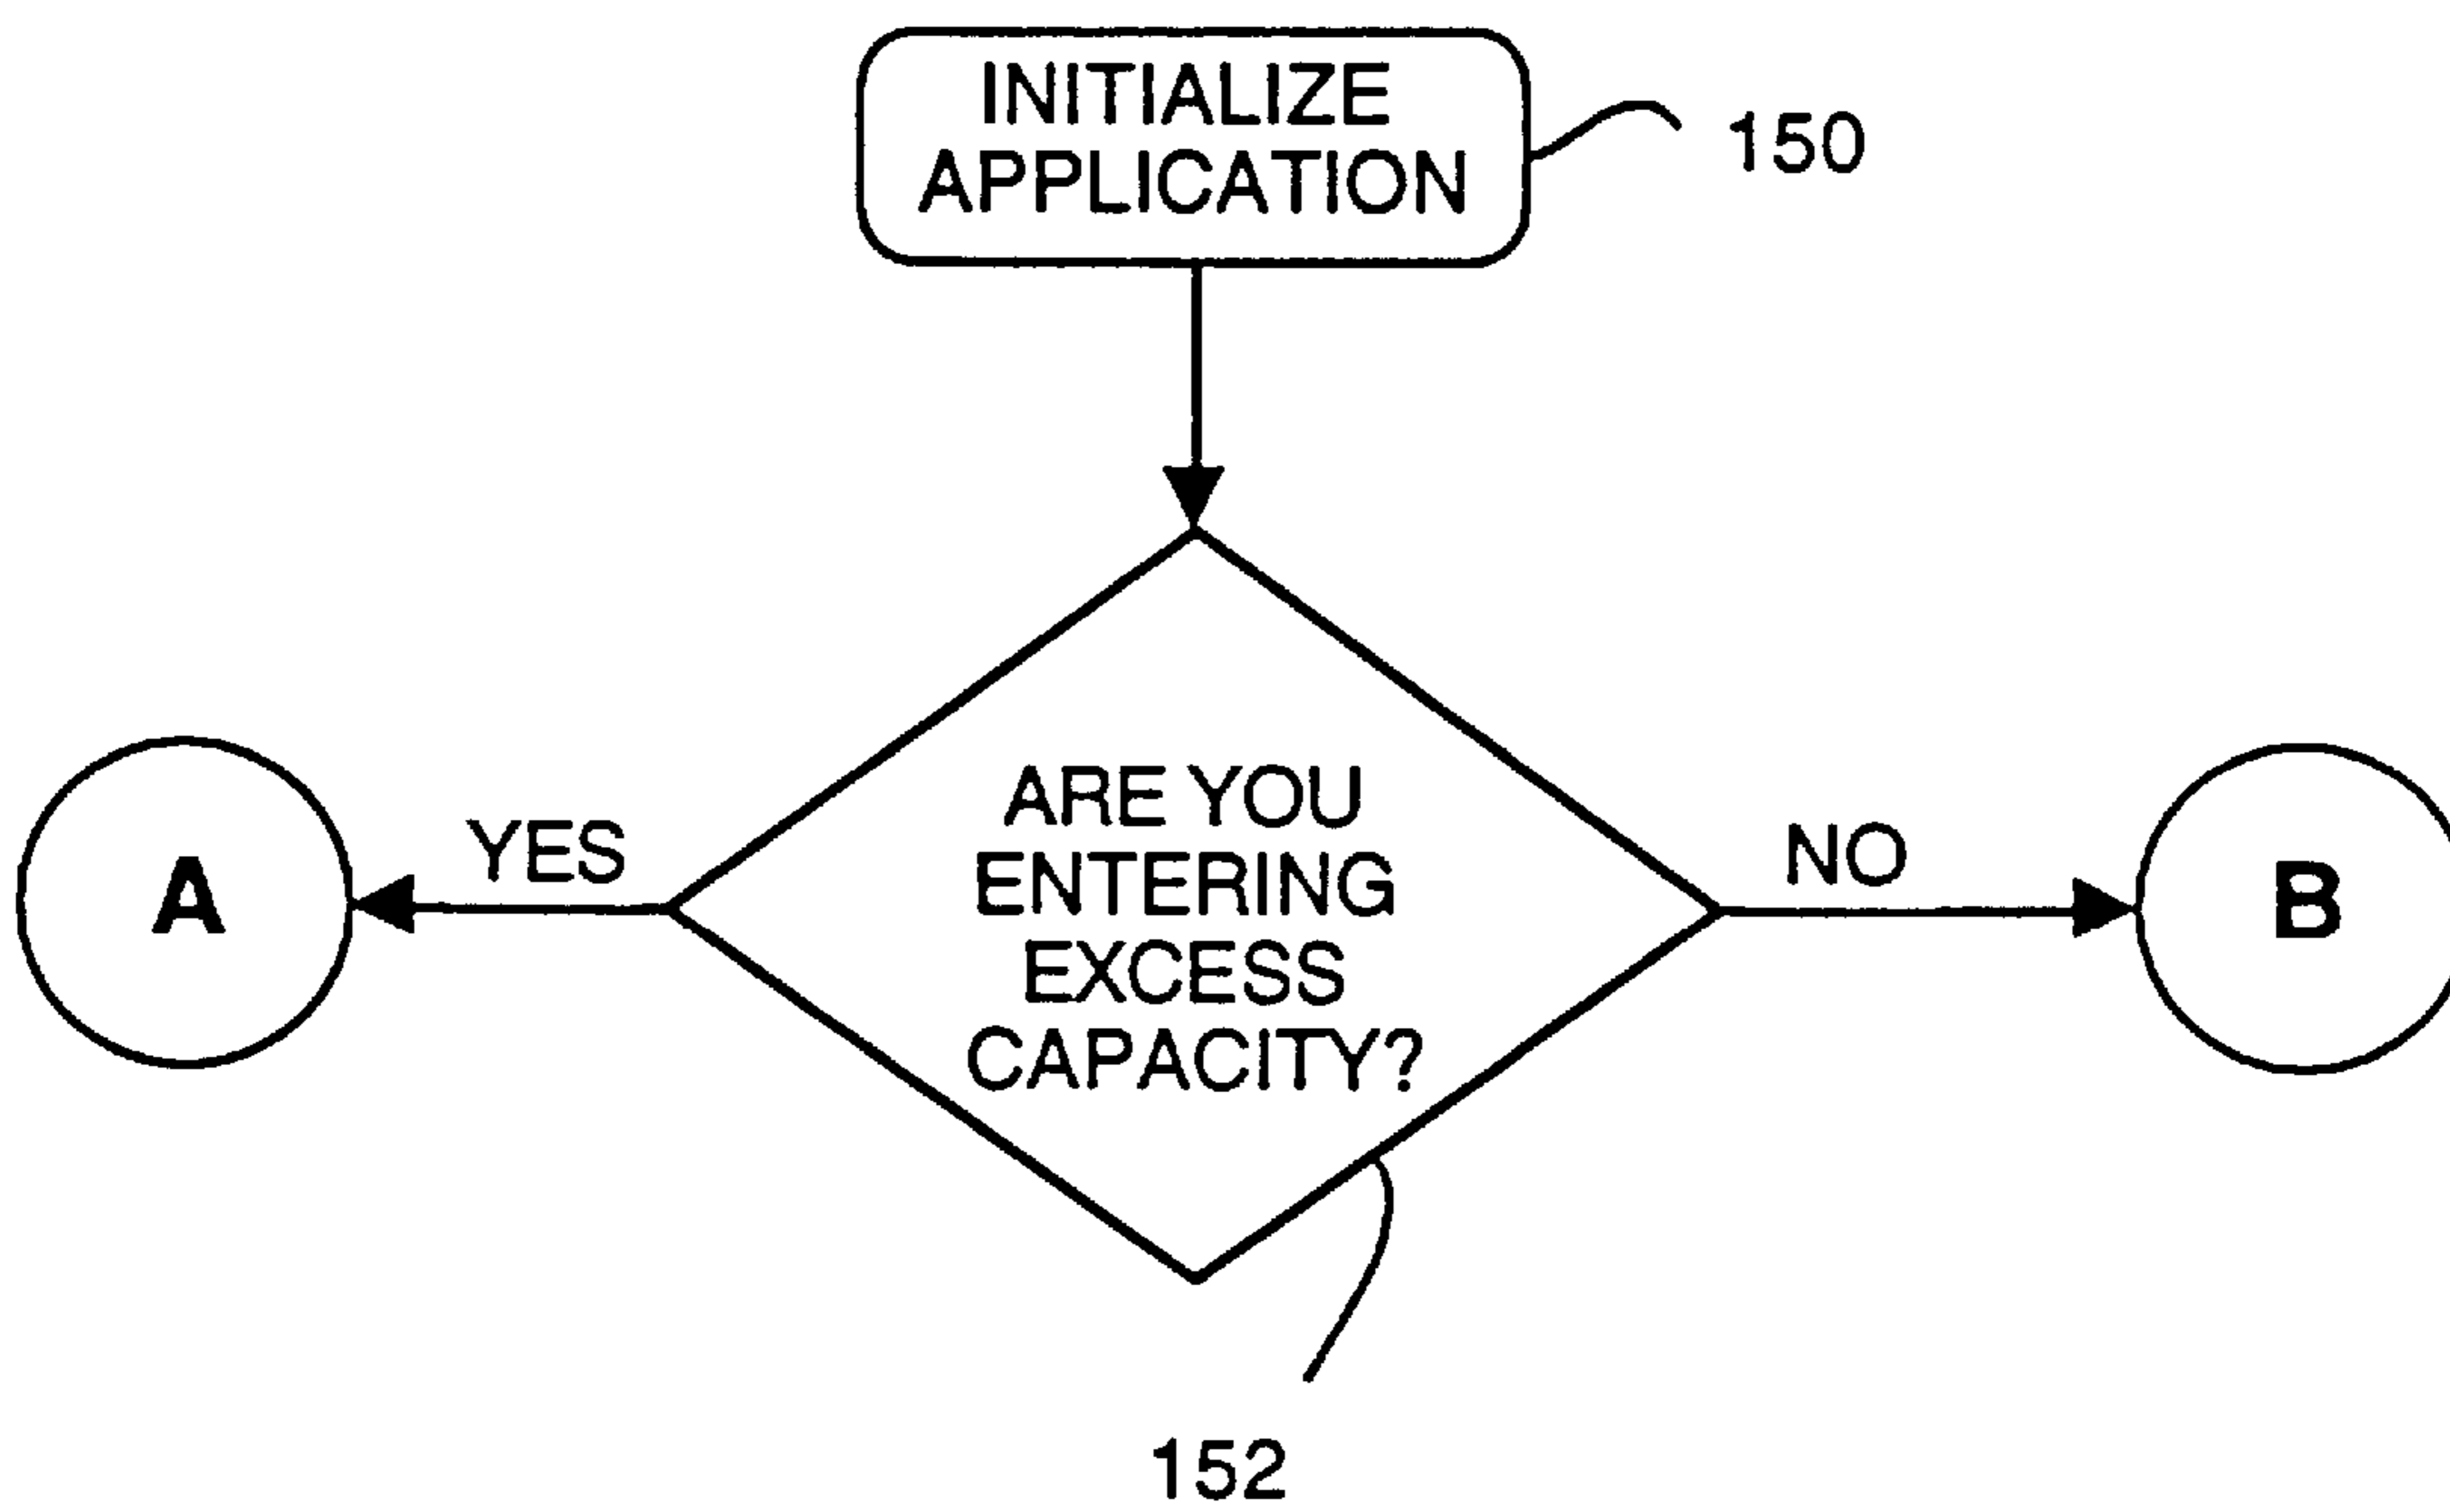 INITIALIZE
APPLICATION
150
ARE YOU
ENTERING
EXCESS
CAPACITY?
YES
NO
A
B
152